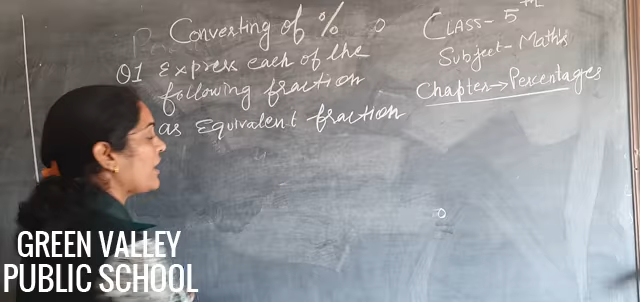 Converting of %
Class - 5th
Subject - Maths
Chapter → Percentages
Q1 Express each of the
following fraction
as Equivalent fraction
GREEN VALLEY
PUBLIC SCHOOL